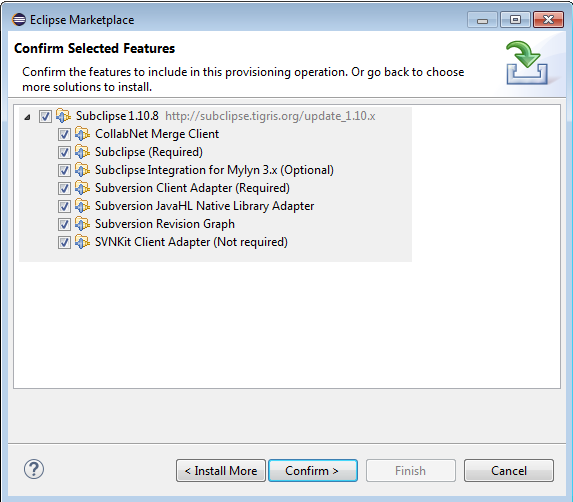 Eclipse Marketplace
Confirm Selected Features
Confirm the features to include in this provisioning operation. Or go back to choose
more solutions to install.
Subclipse 1.10.8 http://subclipse.tigris.org/update_1.10.x
CollabNet Merge Client
Subclipse (Required)
Subclipse Integration for Mylyn 3.x (Optional)
Subversion Client Adapter (Required)
Subversion JavaHL Native Library Adapter
Subversion Revision Graph
SVNKit Client Adapter (Not required)
? < Install More Confirm > Finish Cancel